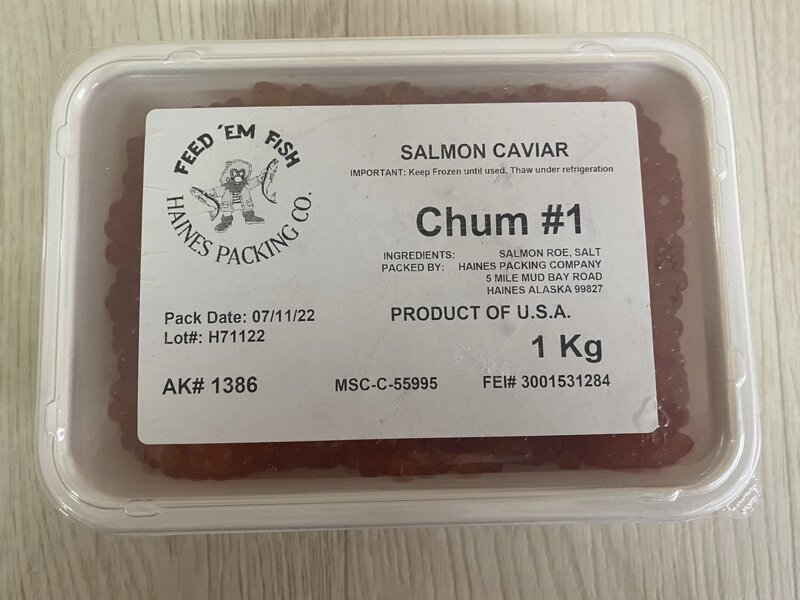 FEED 'EM FISH
HAINES PACKING CO.
SALMON CAVIAR
IMPORTANT: Keep Frozen until used. Thaw under refrigeration
Chum #1
INGREDIENTS: SALMON ROE, SALT
PACKED BY: HAINES PACKING COMPANY
5 MILE MUD BAY ROAD
HAINES ALASKA 99827
Pack Date: 07/11/22
Lot#: H71122
PRODUCT OF U.S.A.
1 Kg
AK# 1386
MSC-C-55995
FEI# 3001531284